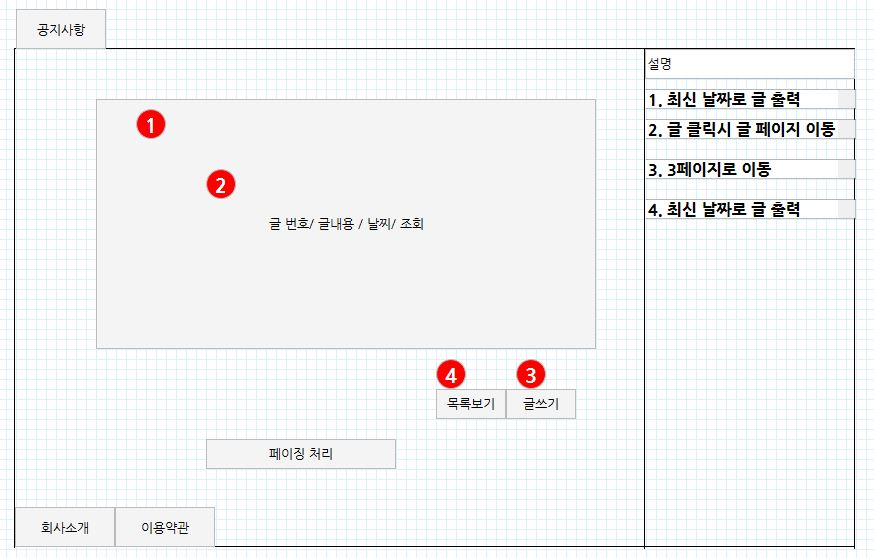 공지사항
설명
1. 최신 날짜로 글 출력
2. 글 클릭시 글 페이지 이동
3. 3페이지로 이동
4. 최신 날짜로 글 출력
1
2
글 번호/ 글내용 / 날찌/ 조회
4
3
목록보기
글쓰기
페이징 처리
회사소개
이용약관